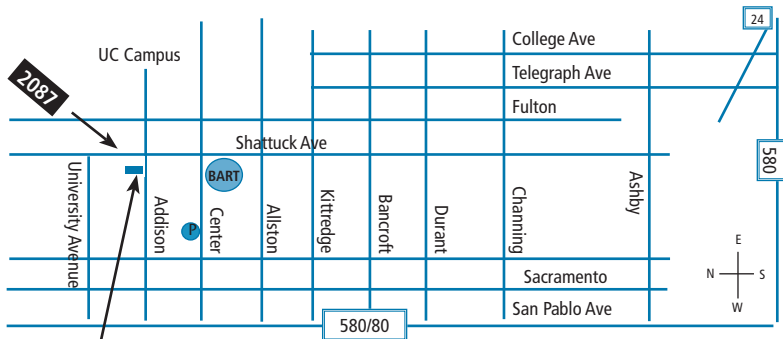 24
College Ave
UC Campus
Telegraph Ave
2087
Fulton
Shattuck Ave
580
BART
University Avenue
Addison
P
Center
Allston
Kittredge
Bancroft
Durant
Channing
Ashby
Sacramento
E
N
S
W
San Pablo Ave
580/80